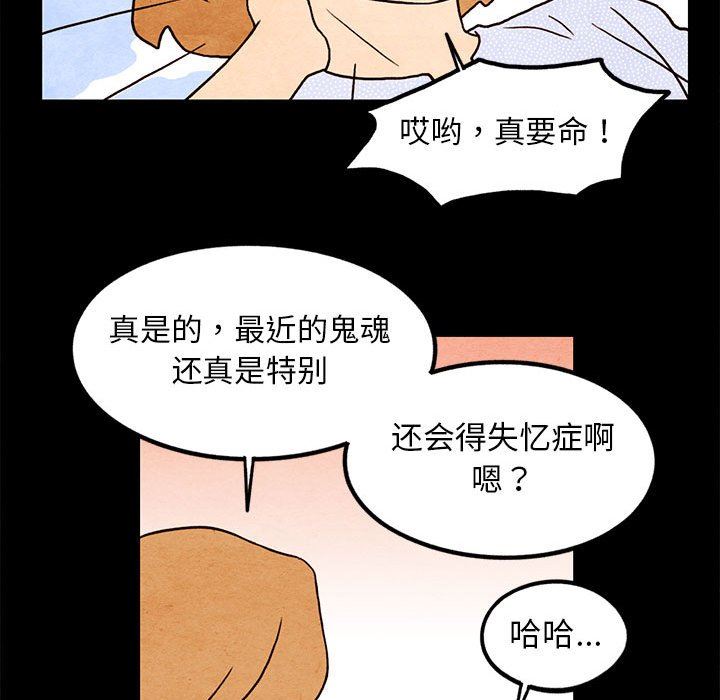 哎哟，真要命！
真是的，最近的鬼魂
还真是特别
还会得失忆症啊
嗯？
哈哈...